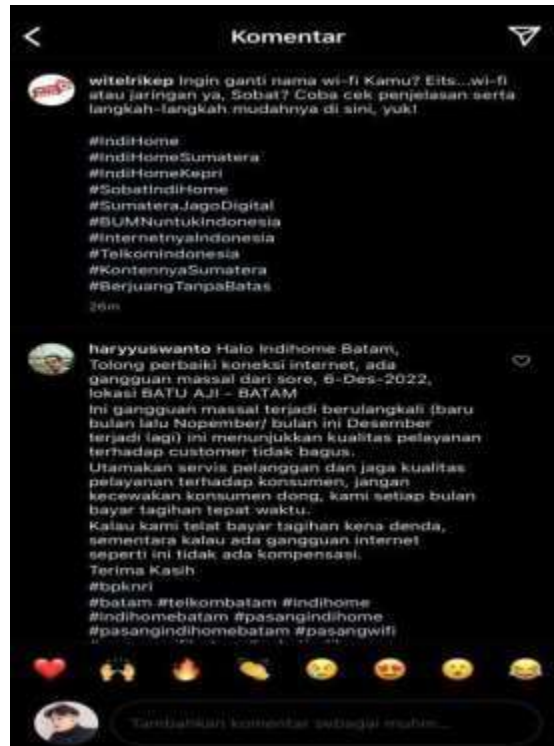 Komentar
witelrikep Ingin ganti nama wi-fi Kamu? Eits...wi-fi
atau jaringan ya, Sobat? Coba cek penjelasan serta
langkah-langkah mudahnya di sini, yuk!
#IndiHome
#IndiHomeSumatera
#IndiHomeKepri
#SobatIndiHome
#SumateraJagoDigital
#BUMNuntukIndonesia
#InternetnyaIndonesia
#TelkomIndonesia
#KontennyaSumatera
#BerjuangTanpaBatas
26m
haryyuswanto Halo Indihome Batam,
Tolong perbaiki koneksi internet, ada
gangguan massal dari sore, 6-Des-2022,
lokasi BATU AJI - BATAM
Ini gangguan massal terjadi berulangkali (baru
bulan lalu Nopember/ bulan ini Desember
terjadi lagi) ini menunjukkan kualitas pelayanan
terhadap customer tidak bagus.
Utamakan servis pelanggan dan jaga kualitas
pelayanan terhadap konsumen, jangan
kecewakan konsumen dong, kami setiap bulan
bayar tagihan tepat waktu.
Kalau kami telat bayar tagihan kena denda,
sementara kalau ada gangguan internet
seperti ini tidak ada kompensasi.
Terima Kasih
#bpknri
#batam #telkombatam #indihome
#indihomebatam #pasangindihome
#pasangindihomebatam #pasangwifi
Tambahkan komentar sebagai